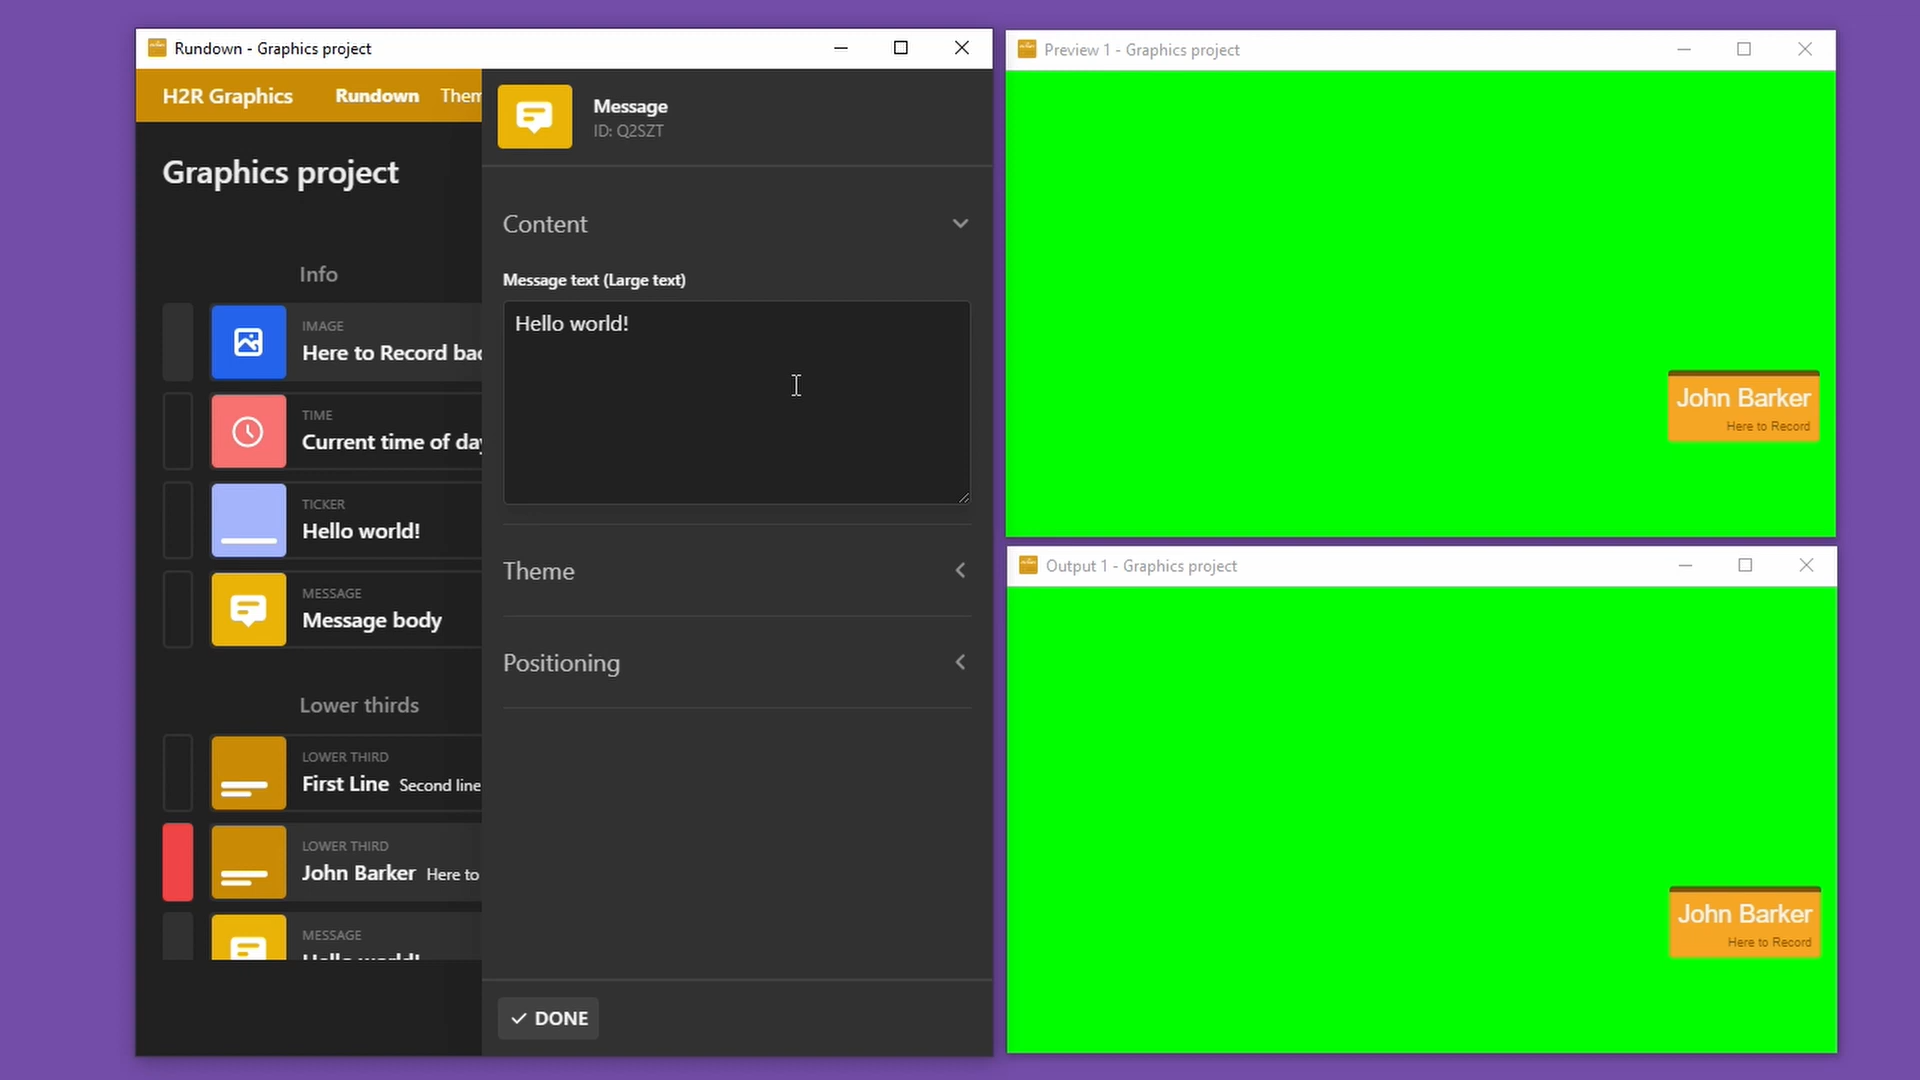 Rundown - Graphics project
H2R Graphics
Rundown
Them
Graphics project
Info
IMAGE
Here to Record bac
TIME
Current time of day
TICKER
Hello world!
MESSAGE
Message body
Lower thirds
LOWER THIRD
First Line Second line
LOWER THIRD
John Barker Here to
MESSAGE
Hello world!
Message
ID: Q2SZT
Content
Message text (Large text)
Hello world!
Theme
Positioning
DONE
Preview 1 - Graphics project
John Barker
Here to Record
Output 1 - Graphics project
John Barker
Here to Record